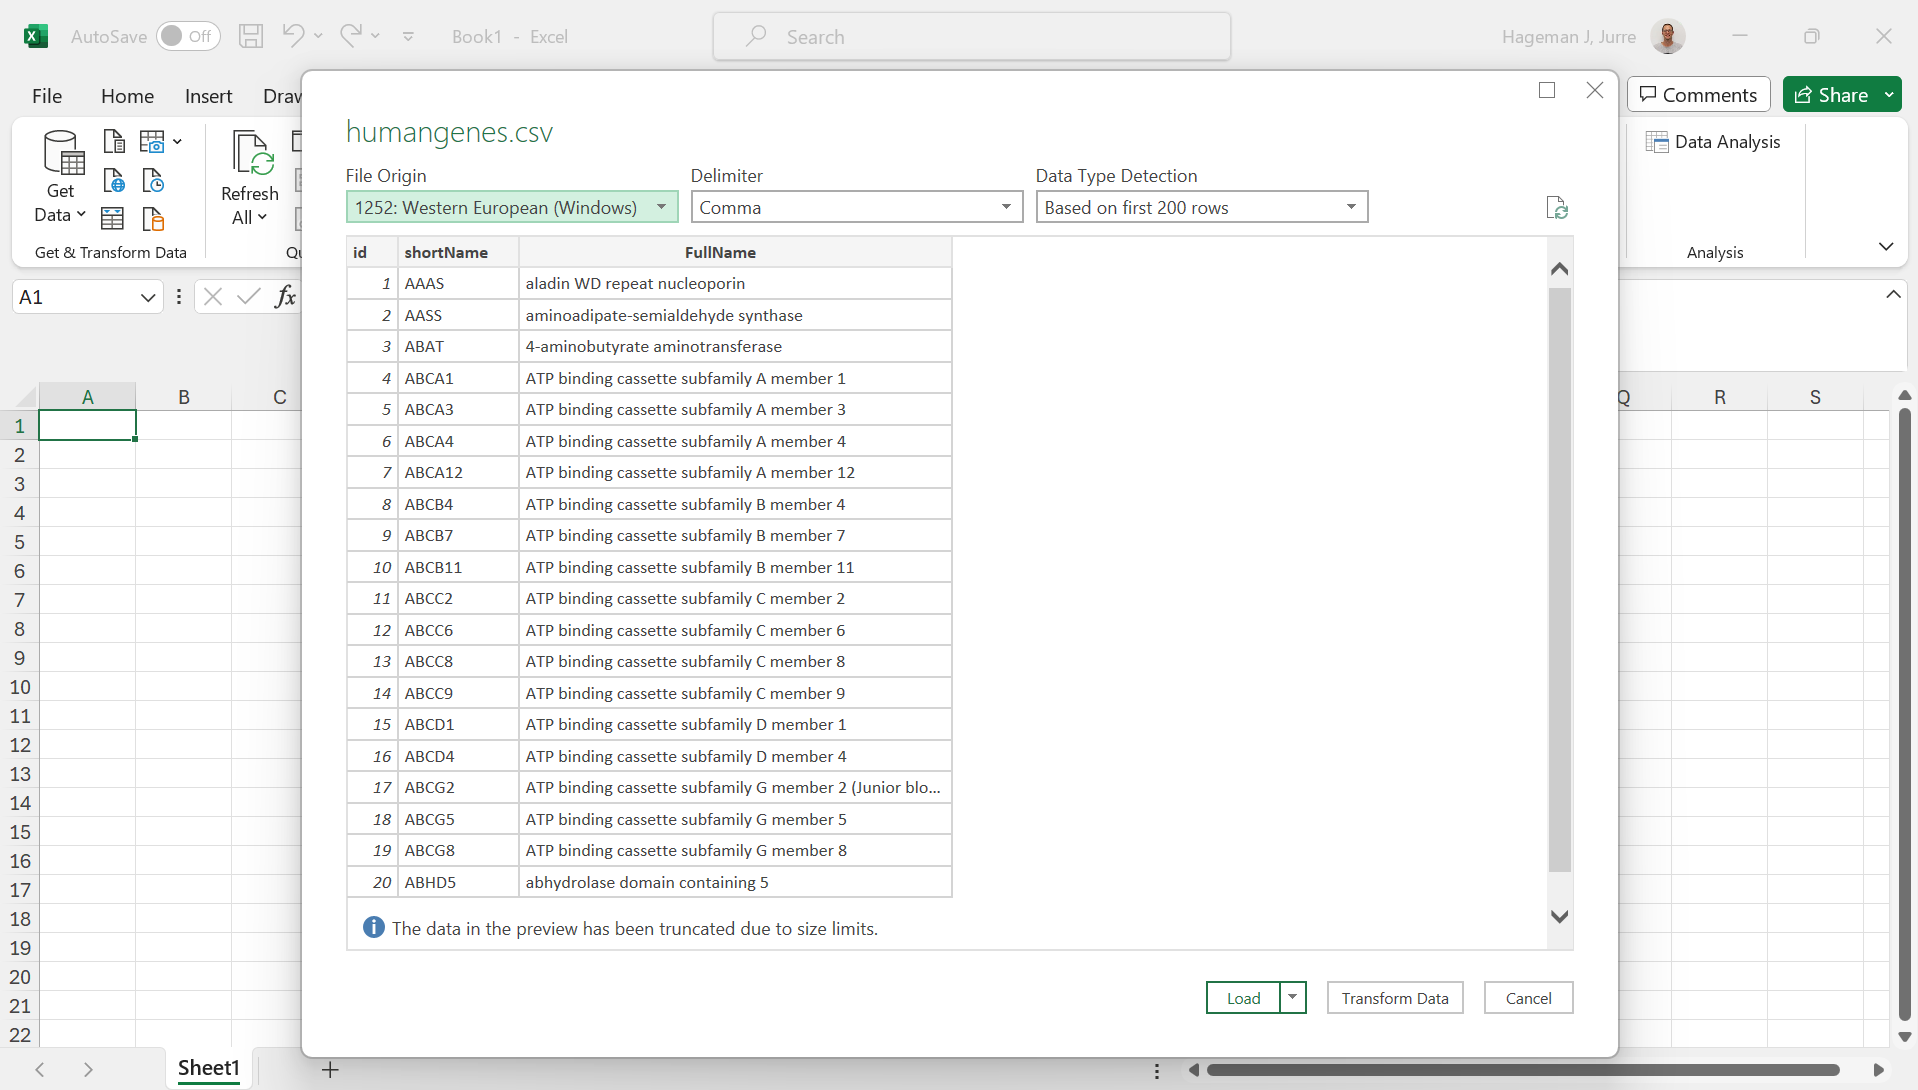 AutoSave Off Book1 - Excel Search Hageman J, Jurre
File Home Insert Comments Share
Get Data
Refresh All
Get & Transform Data
Data Analysis
Analysis
A1 fx
humangenes.csv
File Origin Delimiter Data Type Detection
1252: Western European (Windows) Comma Based on first 200 rows
id shortName FullName
1 AAAS aladin WD repeat nucleoporin
2 AASS aminoadipate-semialdehyde synthase
3 ABAT 4-aminobutyrate aminotransferase
4 ABCA1 ATP binding cassette subfamily A member 1
5 ABCA3 ATP binding cassette subfamily A member 3
6 ABCA4 ATP binding cassette subfamily A member 4
7 ABCA12 ATP binding cassette subfamily A member 12
8 ABCB4 ATP binding cassette subfamily B member 4
9 ABCB7 ATP binding cassette subfamily B member 7
10 ABCB11 ATP binding cassette subfamily B member 11
11 ABCC2 ATP binding cassette subfamily C member 2
12 ABCC6 ATP binding cassette subfamily C member 6
13 ABCC8 ATP binding cassette subfamily C member 8
14 ABCC9 ATP binding cassette subfamily C member 9
15 ABCD1 ATP binding cassette subfamily D member 1
16 ABCD4 ATP binding cassette subfamily D member 4
17 ABCG2 ATP binding cassette subfamily G member 2 (Junior blo...
18 ABCG5 ATP binding cassette subfamily G member 5
19 ABCG8 ATP binding cassette subfamily G member 8
20 ABHD5 abhydrolase domain containing 5
The data in the preview has been truncated due to size limits.
Load Transform Data Cancel
A B C Q R S
1
2
3
4
5
6
7
8
9
10
11
12
13
14
15
16
17
18
19
20
21
22
Sheet1